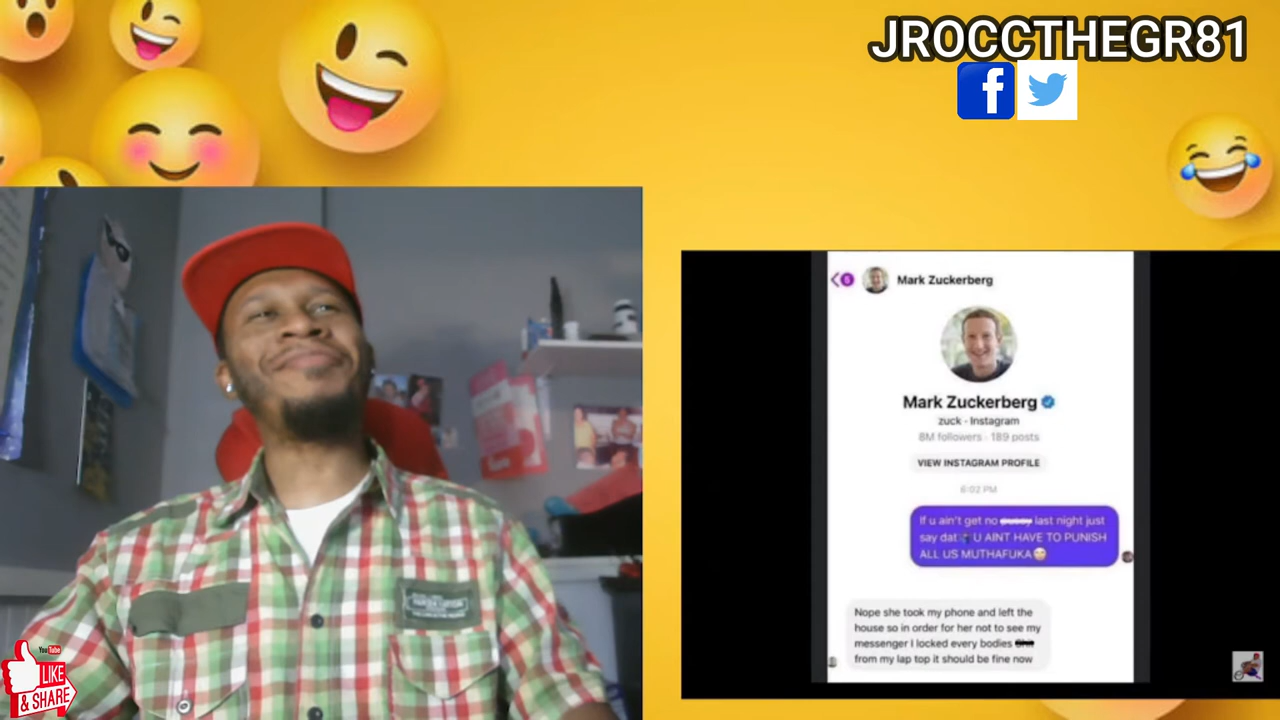 JROCCTHEGR81
Mark Zuckerberg
Mark Zuckerberg
zuck - Instagram
8M followers · 189 posts
VIEW INSTAGRAM PROFILE
6:02 PM
If u ain't get no last night just
say dat U AINT HAVE TO PUNISH
ALL US MUTHAFUKA
Nope she took my phone and left the
house so in order for her not to see my
messenger I locked every bodies
from my lap top it should be fine now
YouTube
LIKE
& SHARE